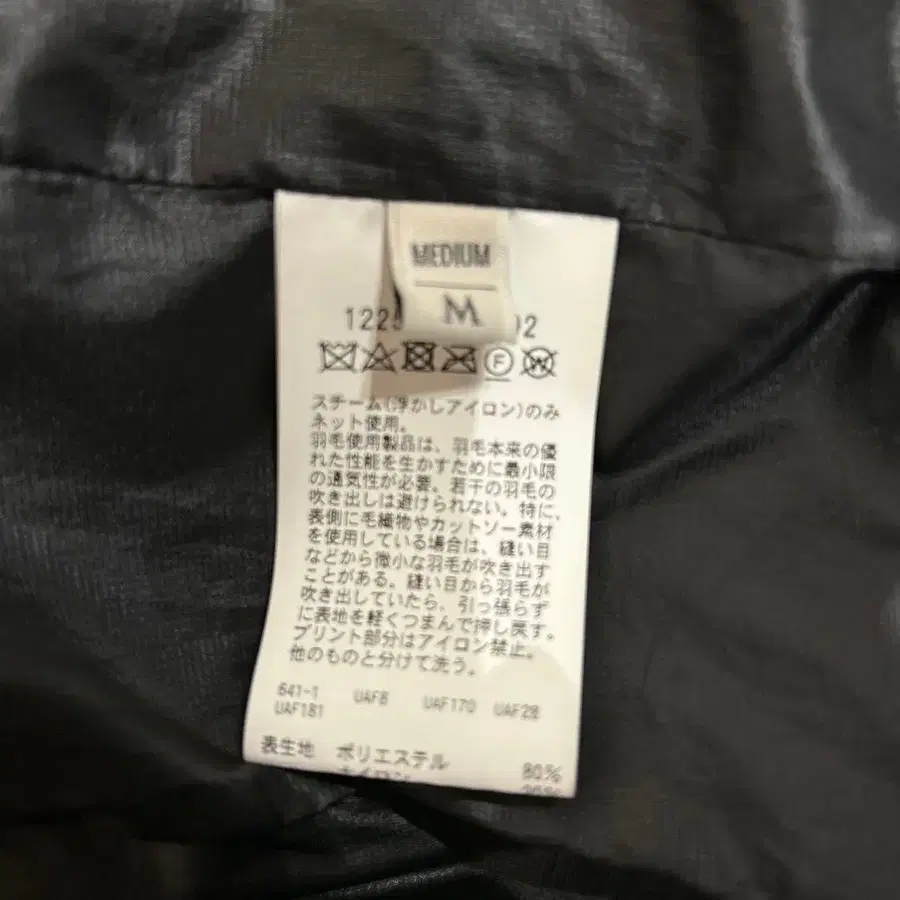 MEDIUM
M
122
02
F
W
スチーム(浮かしアイロン)のみ
ネット使用。
羽毛使用製品は、羽毛本来の優
れた性能を生かすために最小限
の通気性が必要。若干の羽毛の
吹き出しは避けられない。特に、
表側に毛織物やカットソー素材
を使用している場合は、縫い目
などから微小な羽毛が吹き出す
ことがある。縫い目から羽毛が
吹き出していたら、引っ張らず
に表地を軽くつまんで押し戻す。
プリント部分はアイロン禁止。
他のものと分けて洗う。
641-1 UAF8 UAF170 UAF28
UAF181
表生地 ポリエステル 80%
ナイロン 20%